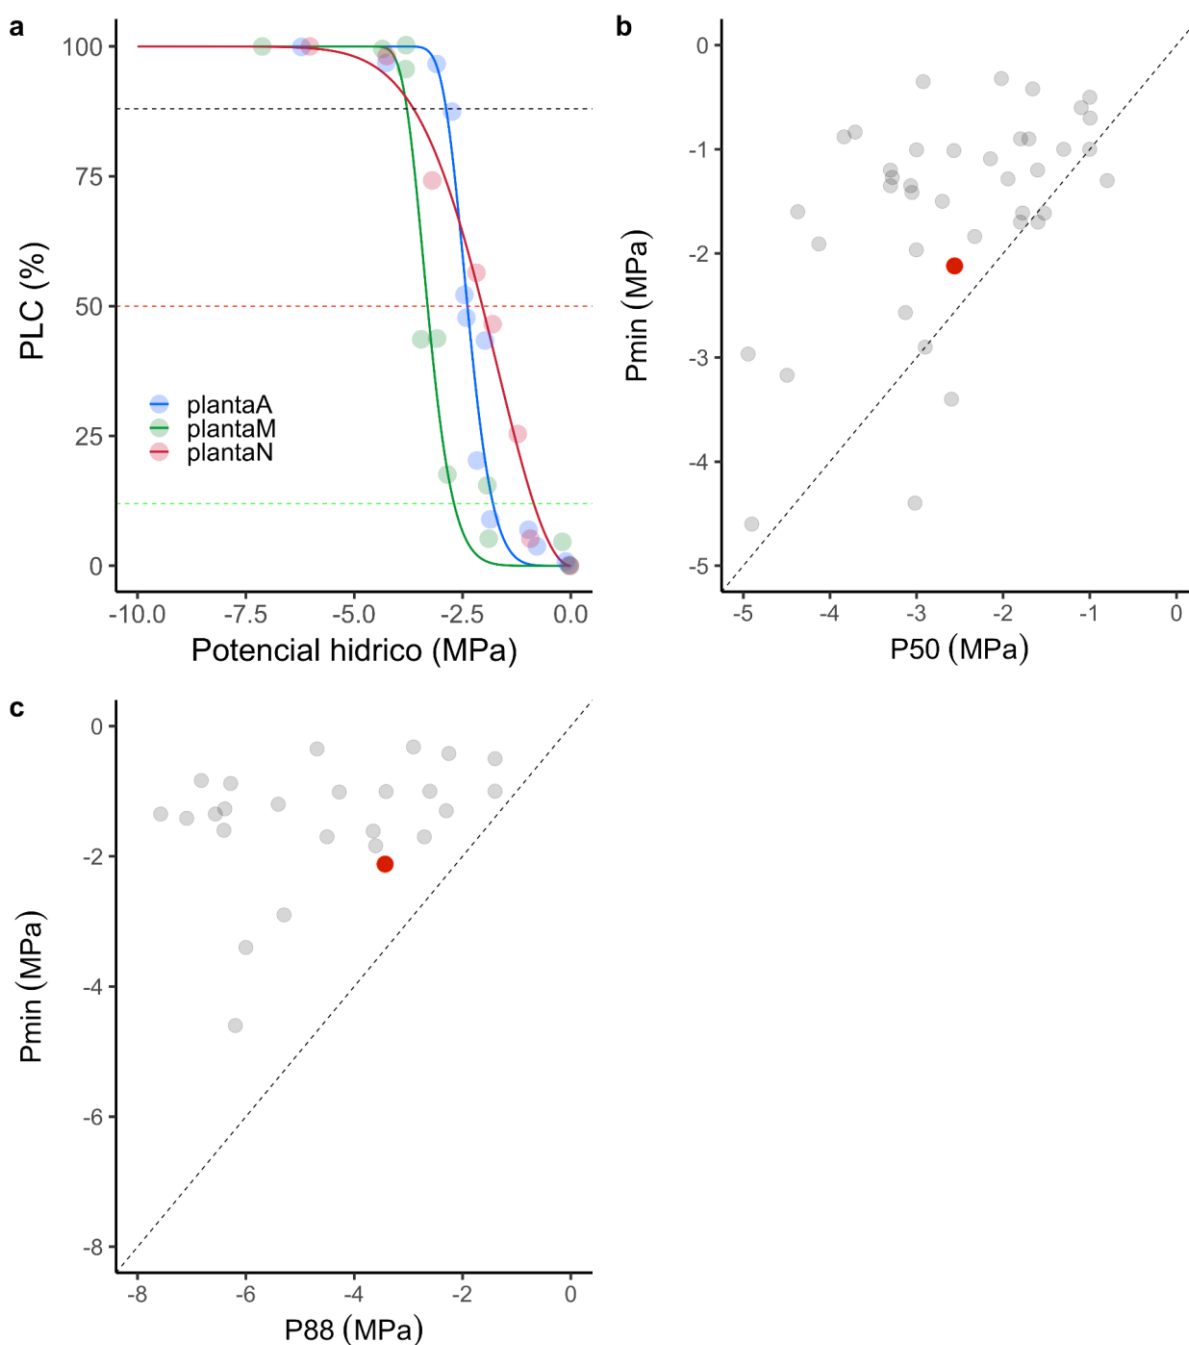 a
PLC (%)
100
75
50
25
0
plantaA
plantaM
plantaN
-10.0 -7.5 -5.0 -2.5 0.0
Potencial hidrico (MPa)
b
Pmin (MPa)
0
-1
-2
-3
-4
-5
-5 -4 -3 -2 -1 0
P50 (MPa)
c
Pmin (MPa)
0
-2
-4
-6
-8
-8 -6 -4 -2 0
P88 (MPa)